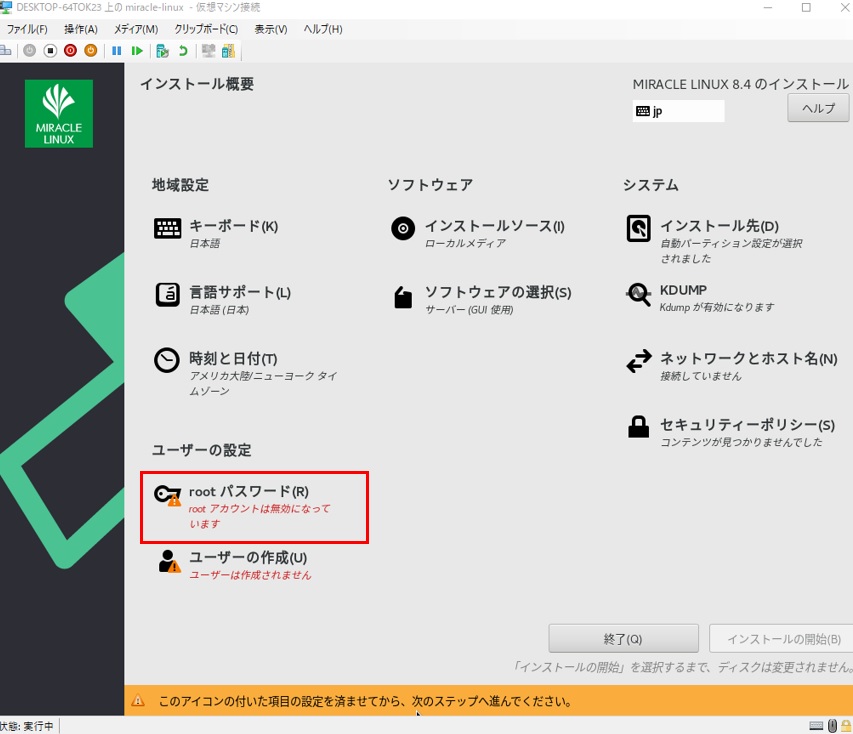 DESKTOP-64TOK23 上の miracle-linux - 仮想マシン接続
ファイル(F) 操作(A) メディア(M) クリップボード(C) 表示(V) ヘルプ(H)
MIRACLE
LINUX
インストール概要
MIRACLE LINUX 8.4 のインストール
jp
ヘルプ
地域設定
キーボード(K)
日本語
言語サポート(L)
日本語 (日本)
時刻と日付(T)
アメリカ大陸/ニューヨーク タイ
ムゾーン
ソフトウェア
インストールソース(I)
ローカルメディア
ソフトウェアの選択(S)
サーバー (GUI 使用)
システム
インストール先(D)
自動パーティション設定が選択
されました
KDUMP
Kdump が有効になります
ネットワークとホスト名(N)
接続していません
セキュリティーポリシー(S)
コンテンツが見つかりませんでした
ユーザーの設定
root パスワード(R)
root アカウントは無効になって
います
ユーザーの作成(U)
ユーザーは作成されません
終了(Q)
インストールの開始(B)
「インストールの開始」を選択するまで、ディスクは変更されません。
このアイコンの付いた項目の設定を済ませてから、次のステップへ進んでください。
状態: 実行中